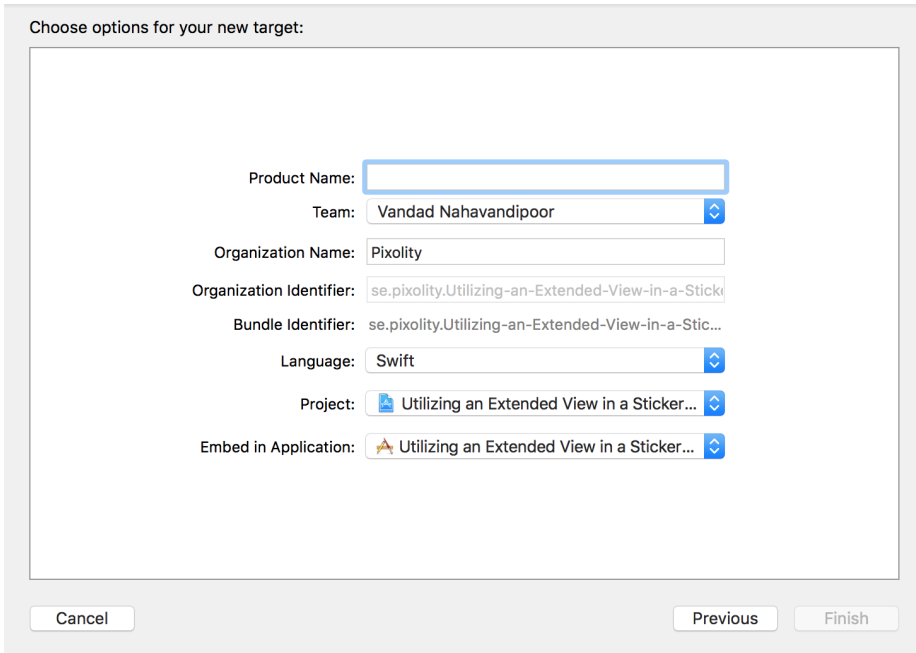 Choose options for your new target:
Product Name:
Team: Vandad Nahavandipoor
Organization Name: Pixolity
Organization Identifier: se.pixolity.Utilizing-an-Extended-View-in-a-Sticke
Bundle Identifier: se.pixolity.Utilizing-an-Extended-View-in-a-Stic...
Language: Swift
Project: Utilizing an Extended View in a Sticker...
Embed in Application: Utilizing an Extended View in a Sticker...
Cancel Previous Finish